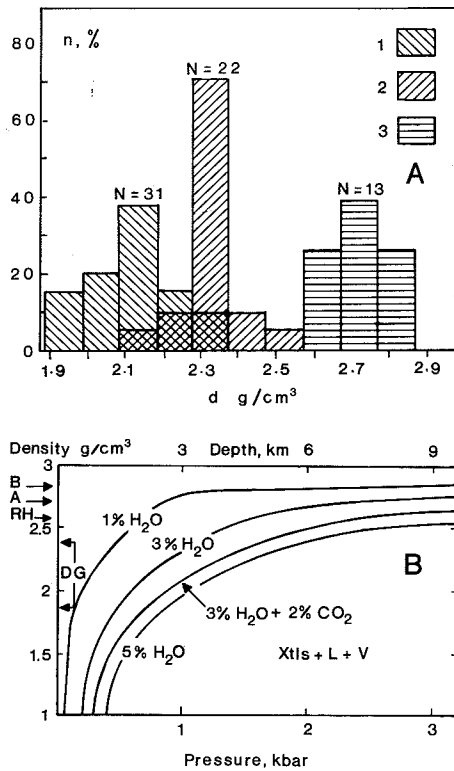 80
n, %
N=22
1
60
2
3
40
N=31
N=13
A
20
0
1.9 2.1 2.3 2.5 2.7 2.9
d g/cm³
Density g/cm³ 3 Depth, km 6 9
3
B
A
RH
2.5
1% H₂O
3% H₂O
DG
B
2
3% H₂O + 2% CO₂
1.5
5% H₂O
Xtls + L + V
1
1 2 3
Pressure, kbar